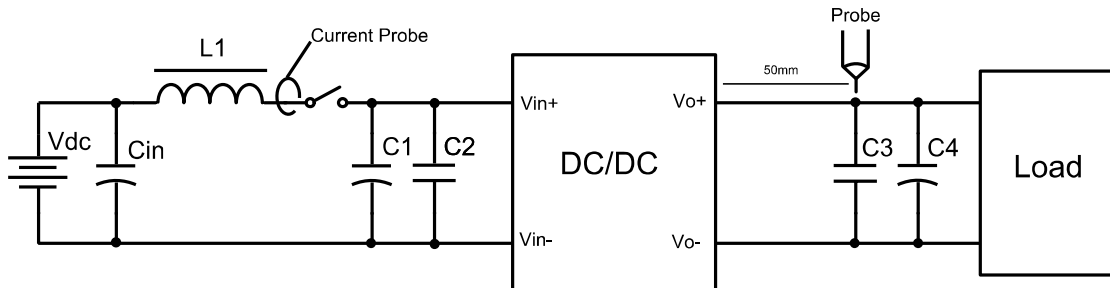 Probe
Current Probe
L1
50mm
Vin+
Vo+
Vdc
Cin
C1
C2
DC/DC
C3
C4
Load
Vin-
Vo-